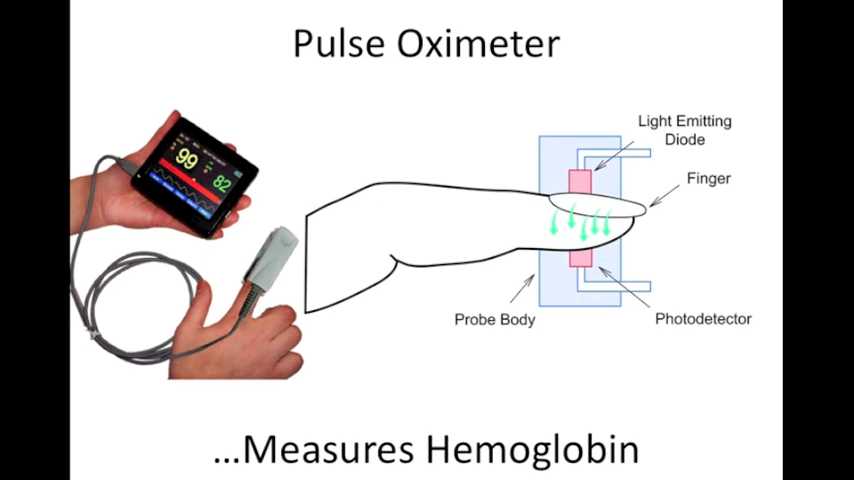 Pulse Oximeter
99
82
Light Emitting
Diode
Finger
Probe Body
Photodetector
...Measures Hemoglobin